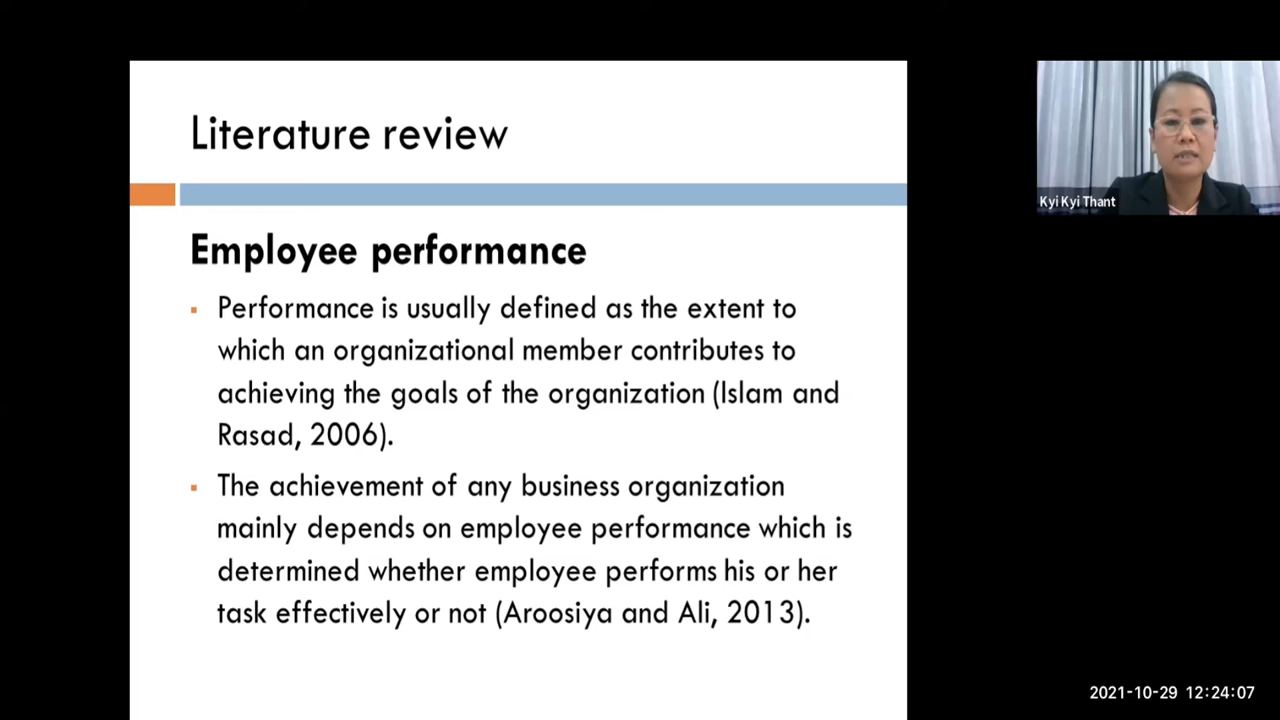 Literature review
Employee performance
▪ Performance is usually defined as the extent to
which an organizational member contributes to
achieving the goals of the organization (Islam and
Rasad, 2006).
▪ The achievement of any business organization
mainly depends on employee performance which is
determined whether employee performs his or her
task effectively or not (Aroosiya and Ali, 2013).
Kyi Kyi Thant
2021-10-29 12:24:07